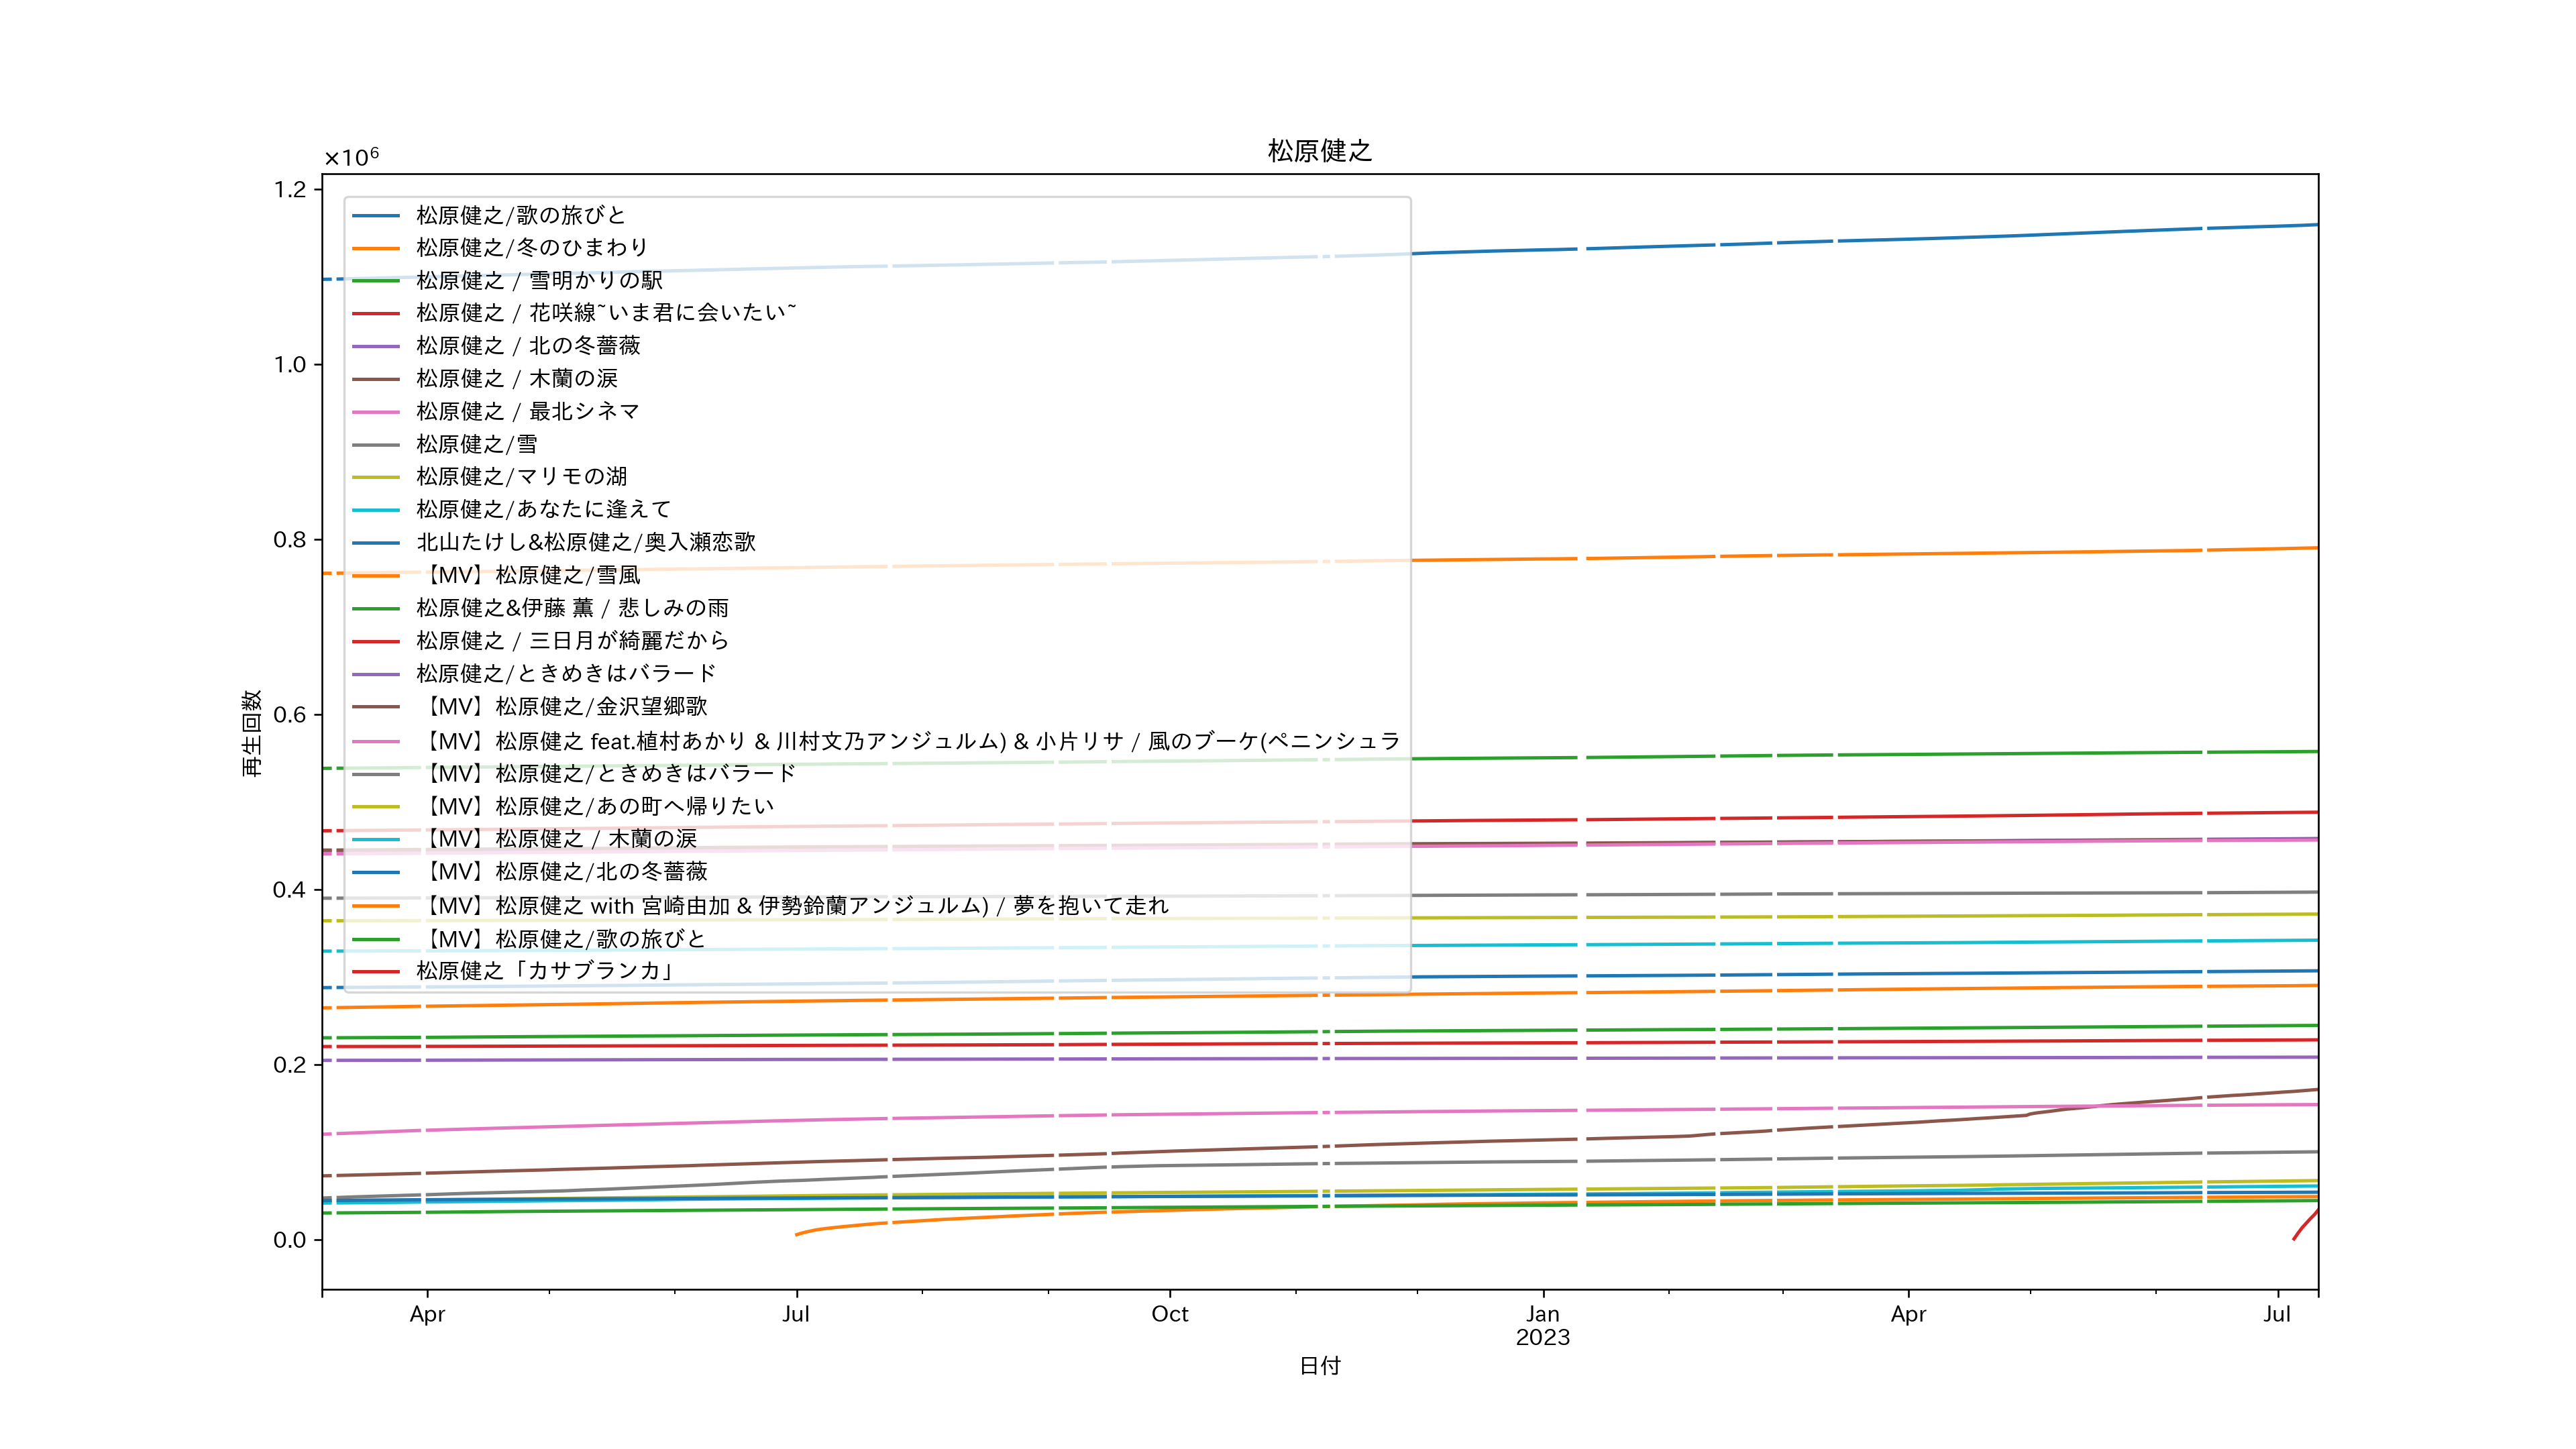 松原健之
×10⁶
1.2
1.0
0.8
0.6
0.4
0.2
0.0
再生回数
松原健之/歌の旅びと
松原健之/冬のひまわり
松原健之 / 雪明かりの駅
松原健之 / 花咲線~いま君に会いたい~
松原健之 / 北の冬薔薇
松原健之 / 木蘭の涙
松原健之 / 最北シネマ
松原健之/雪
松原健之/マリモの湖
松原健之/あなたに逢えて
北山たけし&松原健之/奥入瀬恋歌
【MV】松原健之/雪風
松原健之&伊藤 薫 / 悲しみの雨
松原健之 / 三日月が綺麗だから
松原健之/ときめきはバラード
【MV】松原健之/金沢望郷歌
【MV】松原健之 feat.植村あかり & 川村文乃アンジュルム) & 小片リサ / 風のブーケ(ペニンシュラ
【MV】松原健之/ときめきはバラード
【MV】松原健之/あの町へ帰りたい
【MV】松原健之 / 木蘭の涙
【MV】松原健之/北の冬薔薇
【MV】松原健之 with 宮崎由加 & 伊勢鈴蘭アンジュルム) / 夢を抱いて走れ
【MV】松原健之/歌の旅びと
松原健之「カサブランカ」
Apr
Jul
Oct
Jan
2023
Apr
Jul
日付